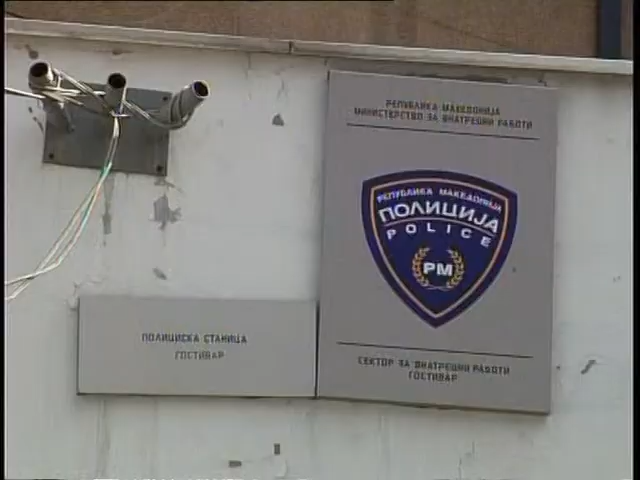 РЕПУБЛИКА МАКЕДОНИЈА
МИНИСТЕРСТВО ЗА ВНАТРЕШНИ РАБОТИ
РЕПУБЛИКА МАКЕДОНИЈА
ПОЛИЦИЈА
POLICE
РМ
СЕКТОР ЗА ВНАТРЕШНИ РАБОТИ
ГОСТИВАР
ПОЛИЦИСКА СТАНИЦА
ГОСТИВАР